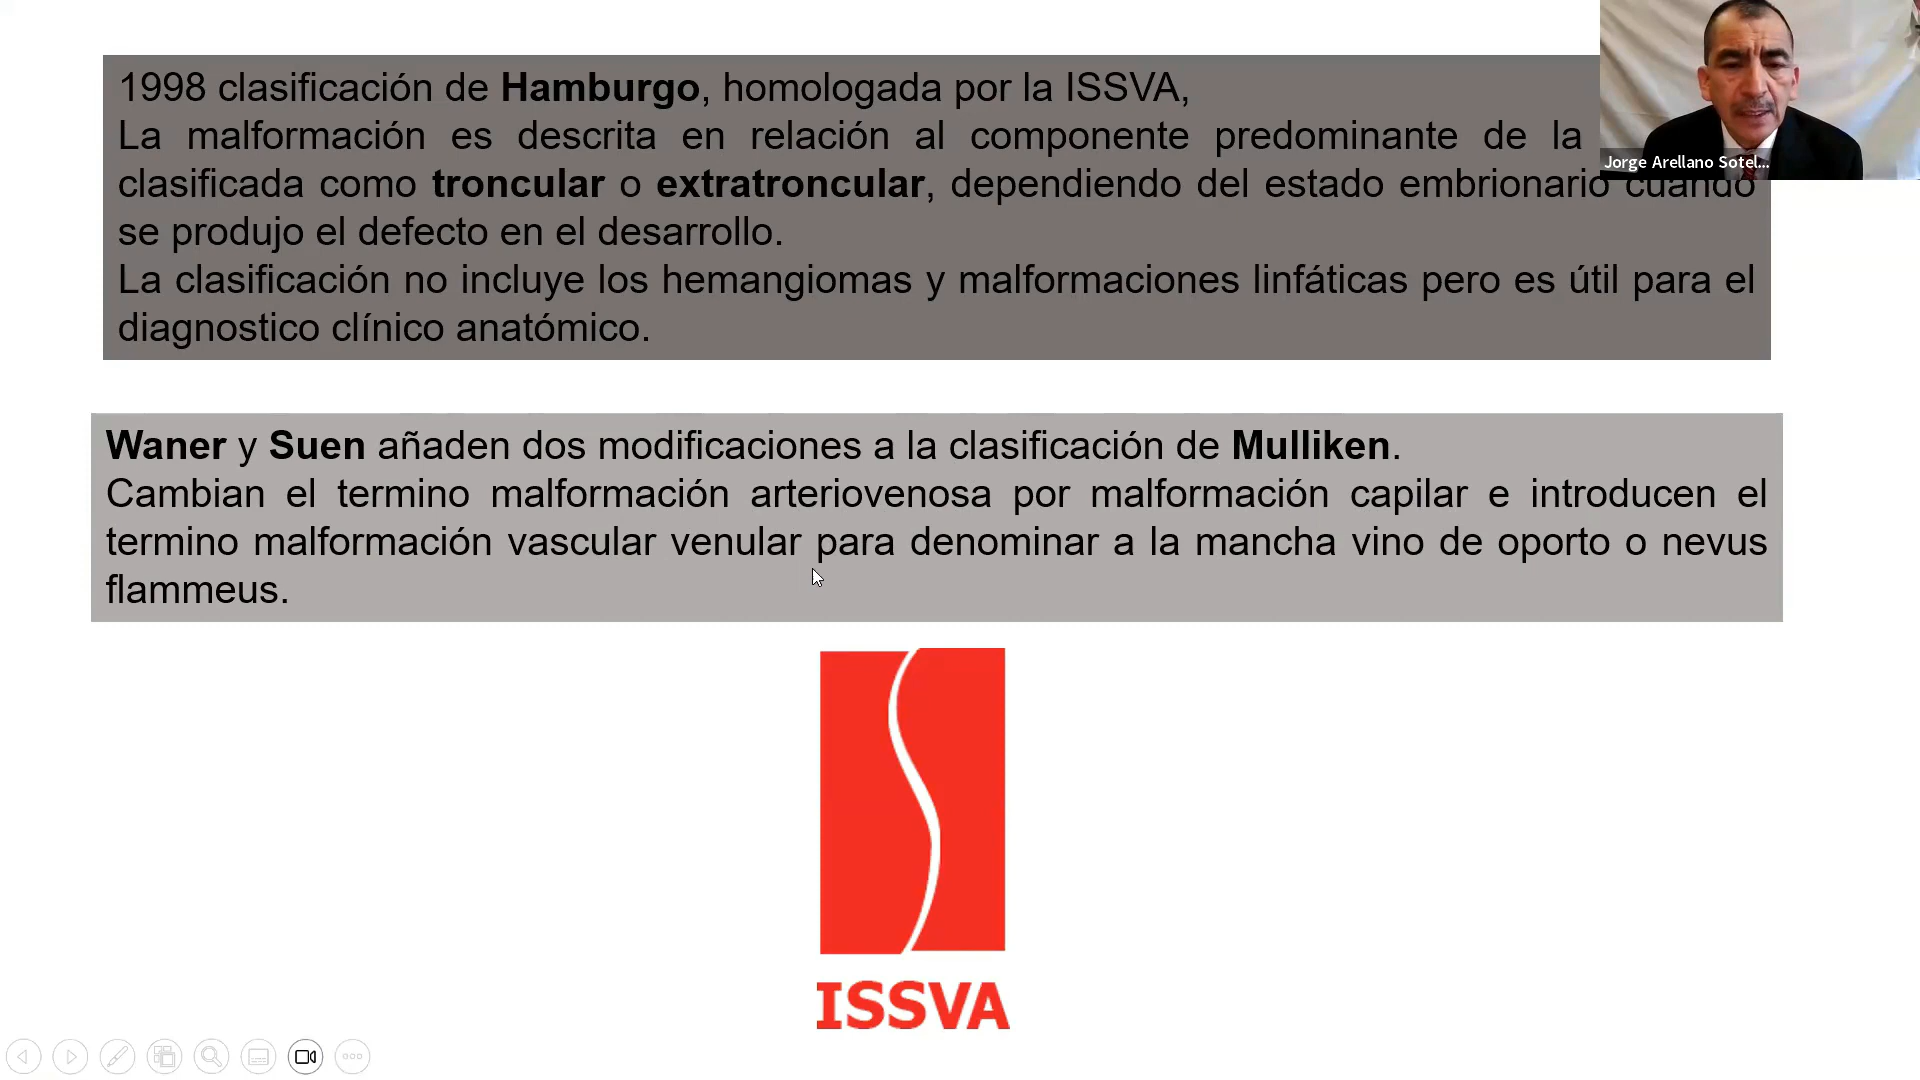 1998 clasificación de Hamburgo, homologada por la ISSVA,
La malformación es descrita en relación al componente predominante de la
clasificada como troncular o extratroncular, dependiendo del estado embrionario cuando
se produjo el defecto en el desarrollo.
La clasificación no incluye los hemangiomas y malformaciones linfáticas pero es útil para el
diagnostico clínico anatómico.
Jorge Arellano Sotel...
Waner y Suen añaden dos modificaciones a la clasificación de Mulliken.
Cambian el termino malformación arteriovenosa por malformación capilar e introducen el
termino malformación vascular venular para denominar a la mancha vino de oporto o nevus
flammeus.
ISSVA